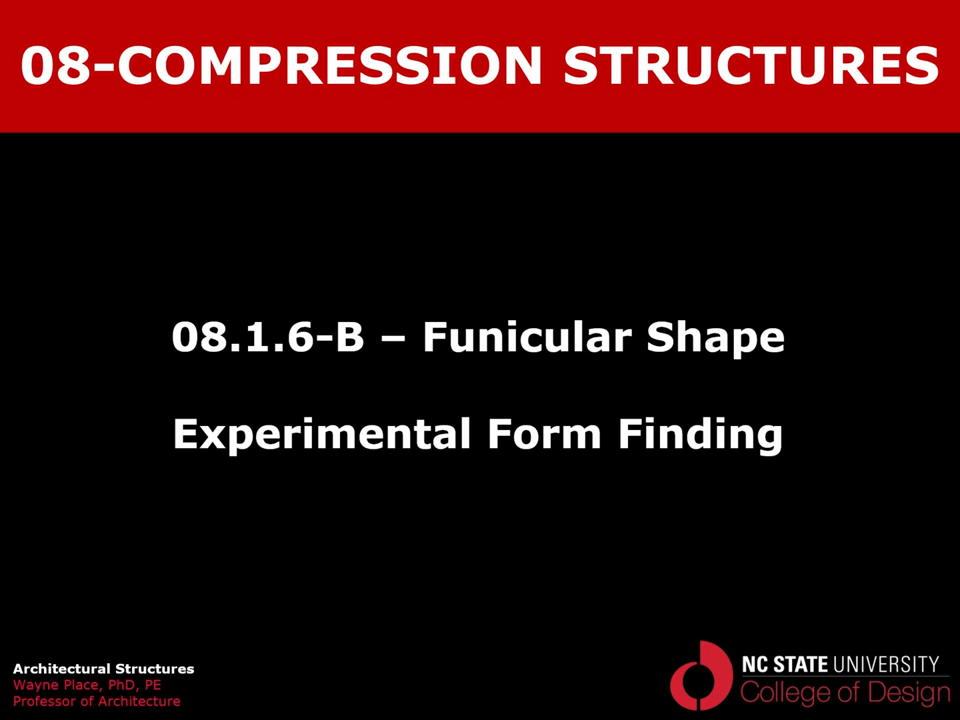 08-COMPRESSION STRUCTURES
08.1.6-B – Funicular Shape
Experimental Form Finding
Architectural Structures
Wayne Place, PhD, PE
Professor of Architecture
NC STATE UNIVERSITY
College of Design